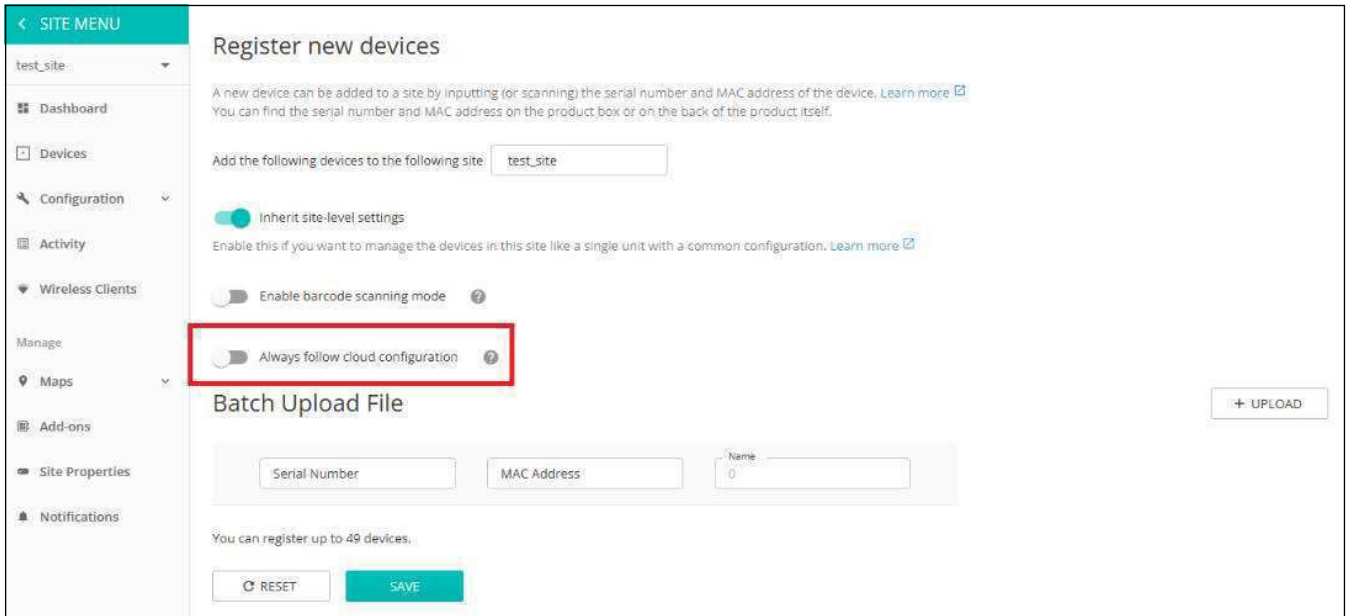 SITE MENU
test_site
Dashboard
Devices
Configuration
Activity
Wireless Clients
Manage
Maps
Add-ons
Site Properties
Notifications
Register new devices
A new device can be added to a site by inputting (or scanning) the serial number and MAC address of the device. Learn more
You can find the serial number and MAC address on the product box or on the back of the product itself.
Add the following devices to the following site test_site
Inherit site-level settings
Enable this if you want to manage the devices in this site like a single unit with a common configuration. Learn more
Enable barcode scanning mode ?
Always follow cloud configuration ?
Batch Upload File + UPLOAD
Name
Serial Number MAC Address 0
You can register up to 49 devices.
RESET SAVE